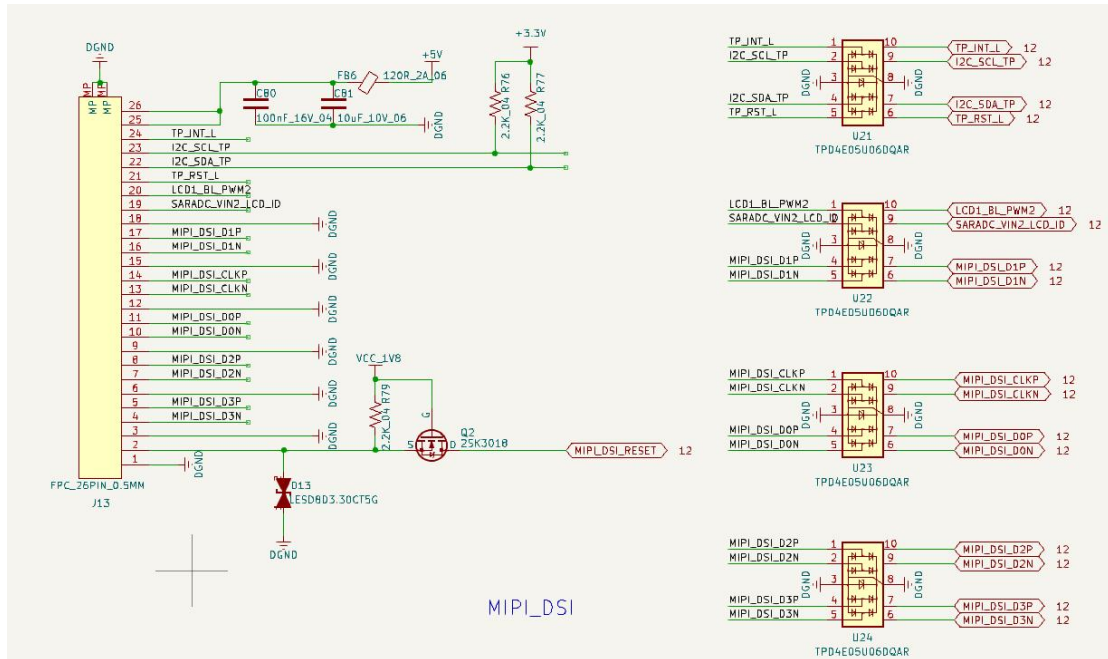 DGND
MP
MP
MP
+5V
FB6 120R_2A_06
C80
C81
100nF_16V_04
10uF_10V_06
DGND
+3.3V
2.2K_04 R76
2.2K_04 R77
26
25
24 TP_INT_L
23 I2C_SCL_TP
22 I2C_SDA_TP
21 TP_RST_L
20 LCD1_BL_PWM2
19 SARADC_VIN2_LCD_ID
18 DGND
17 MIPI_DSI_D1P
16 MIPI_DSI_D1N
15 DGND
14 MIPI_DSI_CLKP
13 MIPI_DSI_CLKN
12 DGND
11 MIPI_DSI_D0P
10 MIPI_DSI_D0N
9 DGND
8 MIPI_DSI_D2P
7 MIPI_DSI_D2N
6 DGND
5 MIPI_DSI_D3P
4 MIPI_DSI_D3N
3 DGND
2
1 DGND
FPC_26PIN_0.5MM
J13
VCC_1V8
2.2K_04 R79
G
S
D
Q2
2SK3018
MIPI_DSI_RESET 12
D13
LESD8D3.30CT5G
DGND
MIPI_DSI
TP_INT_L 1 10 TP_INT_L 12
I2C_SCL_TP 2 9 I2C_SCL_TP 12
DGND 3 8 DGND
I2C_SDA_TP 4 7 I2C_SDA_TP 12
TP_RST_L 5 6 TP_RST_L 12
U21
TPD4E05U06DQAR
LCD1_BL_PWM2 1 10 LCD1_BL_PWM2 12
SARADC_VIN2_LCD_ID 2 9 SARADC_VIN2_LCD_ID 12
DGND 3 8 DGND
MIPI_DSI_D1P 4 7 MIPI_DSI_D1P 12
MIPI_DSI_D1N 5 6 MIPI_DSI_D1N 12
U22
TPD4E05U06DQAR
MIPI_DSI_CLKP 1 10 MIPI_DSI_CLKP 12
MIPI_DSI_CLKN 2 9 MIPI_DSI_CLKN 12
DGND 3 8 DGND
MIPI_DSI_D0P 4 7 MIPI_DSI_D0P 12
MIPI_DSI_D0N 5 6 MIPI_DSI_D0N 12
U23
TPD4E05U06DQAR
MIPI_DSI_D2P 1 10 MIPI_DSI_D2P 12
MIPI_DSI_D2N 2 9 MIPI_DSI_D2N 12
DGND 3 8 DGND
MIPI_DSI_D3P 4 7 MIPI_DSI_D3P 12
MIPI_DSI_D3N 5 6 MIPI_DSI_D3N 12
U24
TPD4E05U06DQAR